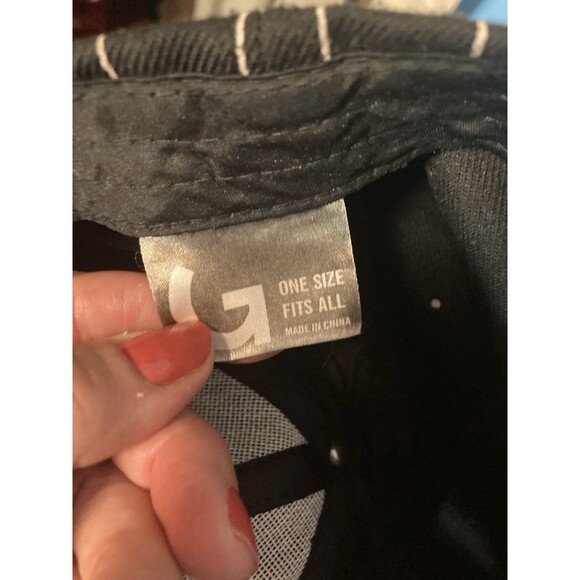 G
ONE SIZE
FITS ALL
MADE IN CHINA